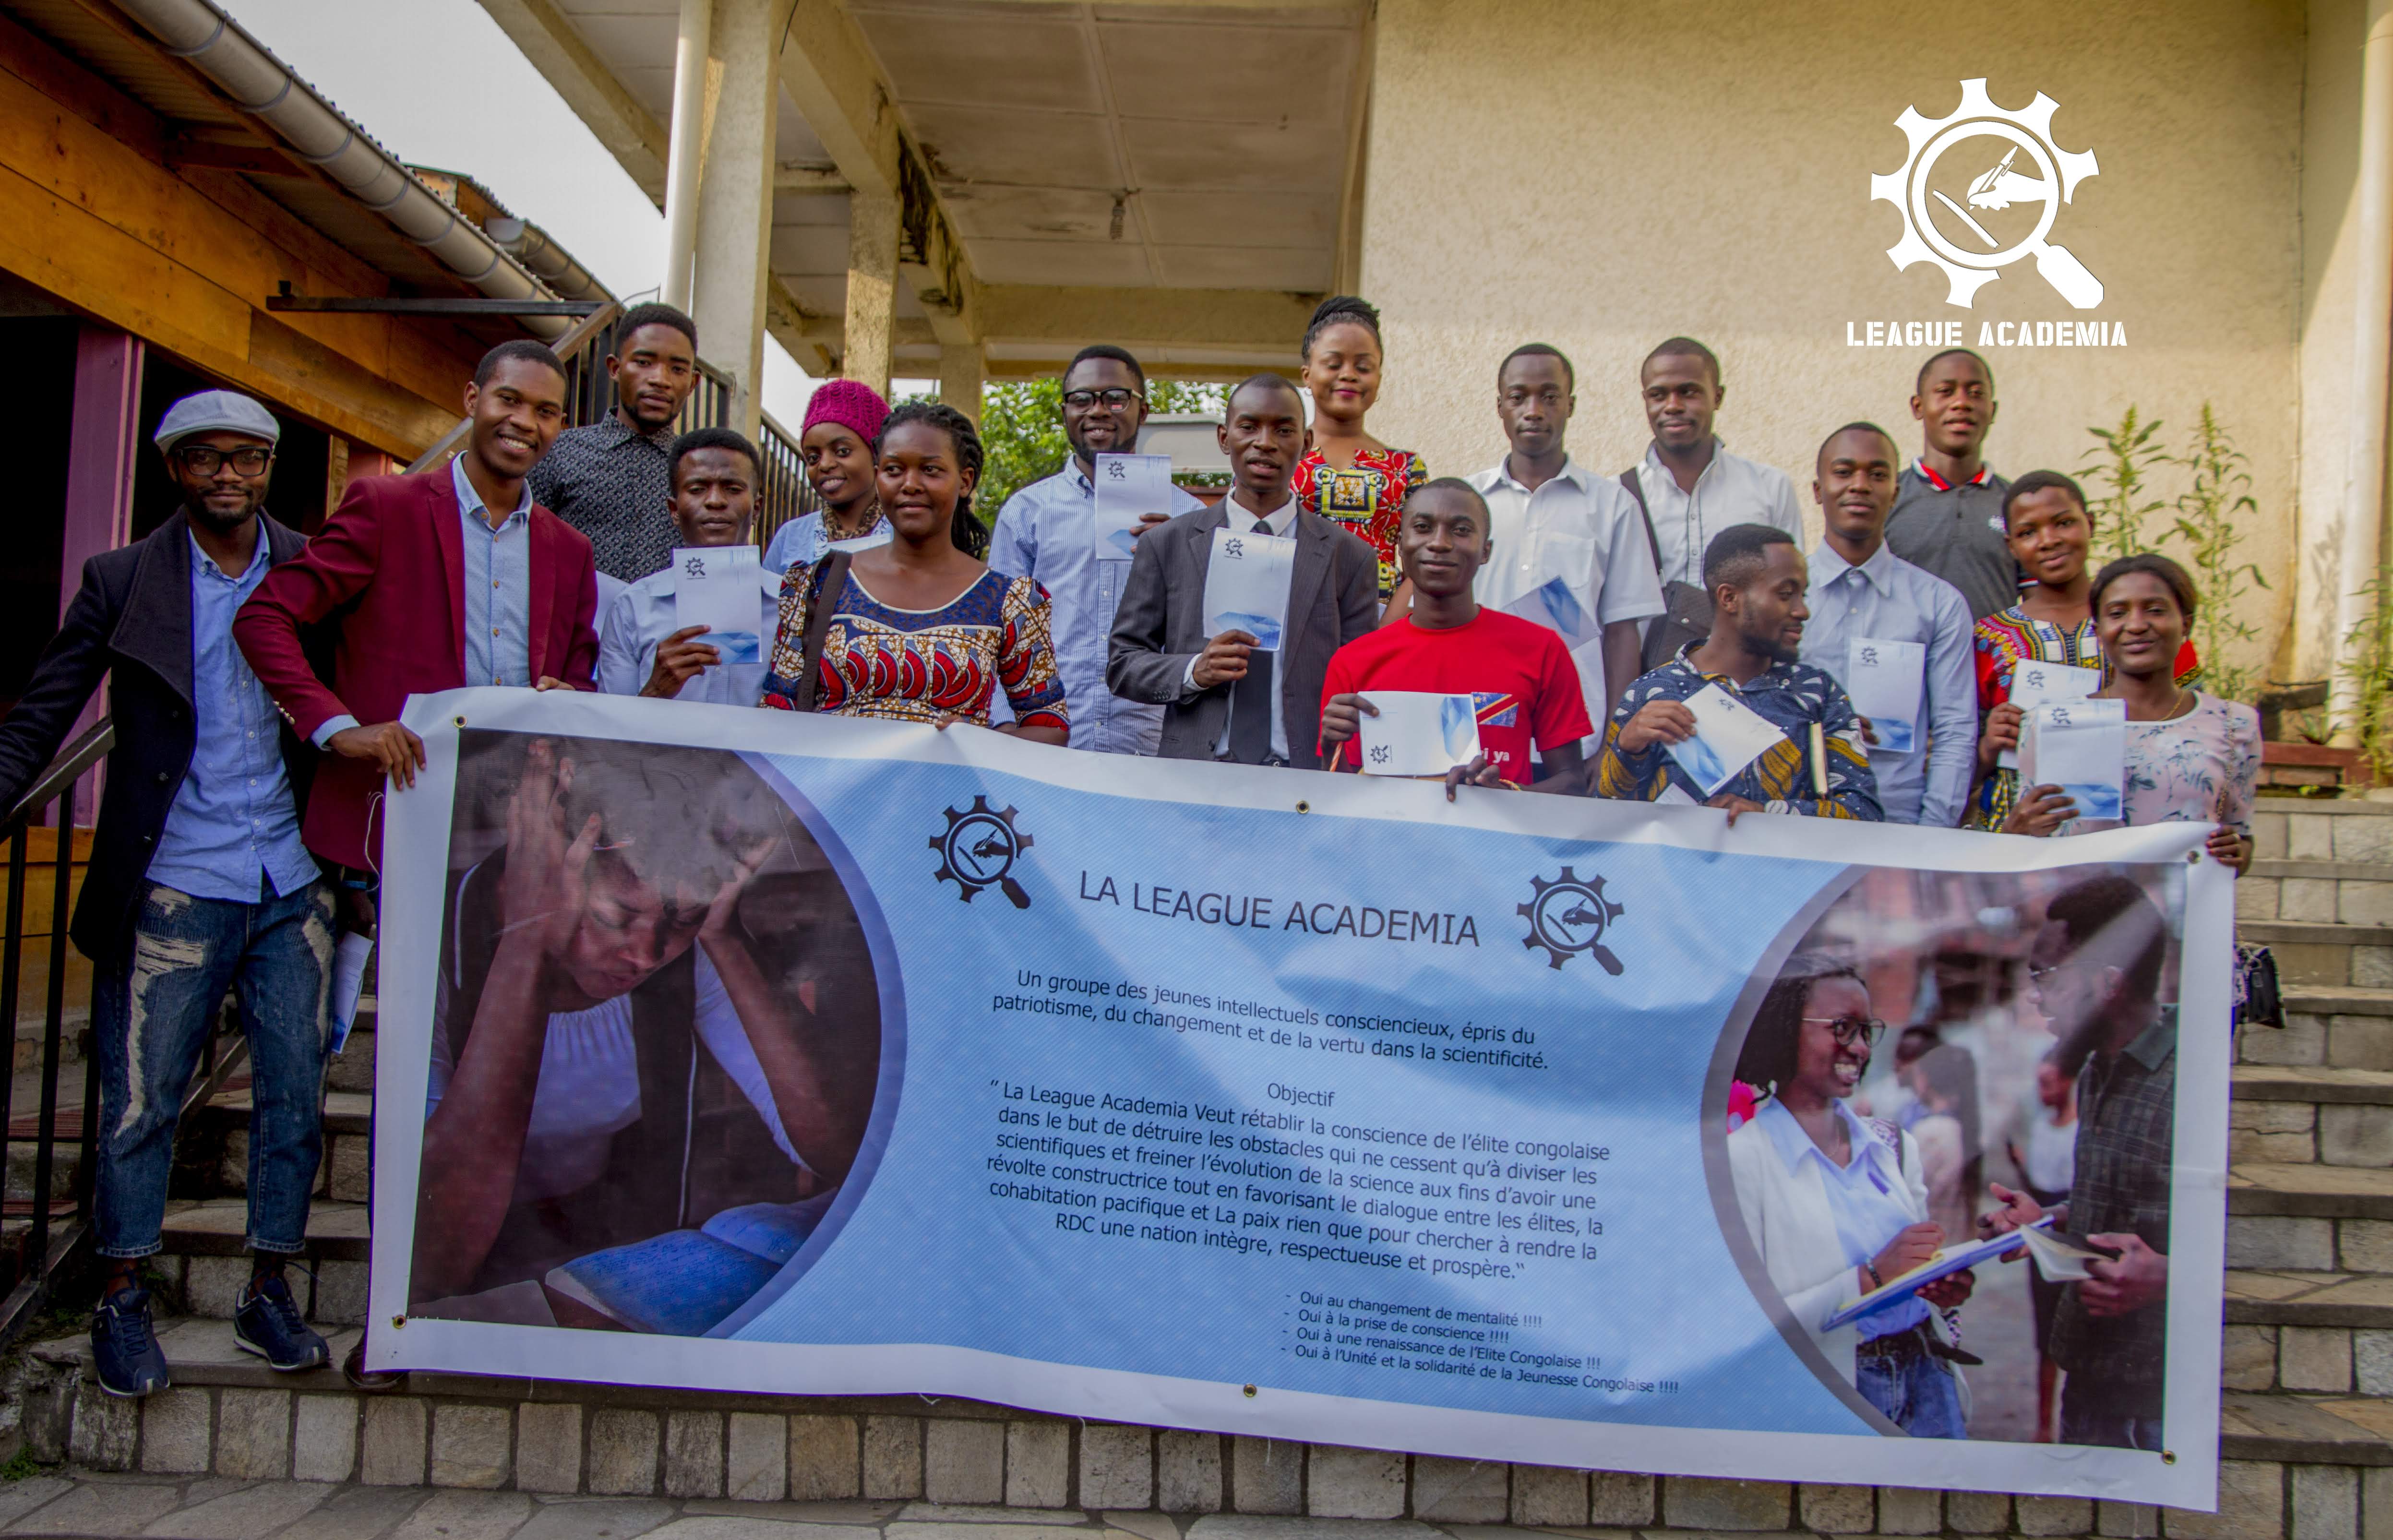 LEAGUE ACADEMIA
ri ya
LA LEAGUE ACADEMIA
Un groupe des jeunes intellectuels consciencieux, épris du
patriotisme, du changement et de la vertu dans la scientificité.
Objectif
" La League Academia Veut rétablir la conscience de l'élite congolaise
dans le but de détruire les obstacles qui ne cessent qu'à diviser les
scientifiques et freiner l'évolution de la science aux fins d'avoir une
révolte constructrice tout en favorisant le dialogue entre les élites, la
cohabitation pacifique et La paix rien que pour chercher à rendre la
RDC une nation intègre, respectueuse et prospère."
- Oui au changement de mentalité !!!!
- Oui à la prise de conscience !!!!
- Oui à une renaissance de l'Elite Congolaise !!!
- Oui à l'Unité et la solidarité de la Jeunesse Congolaise !!!!